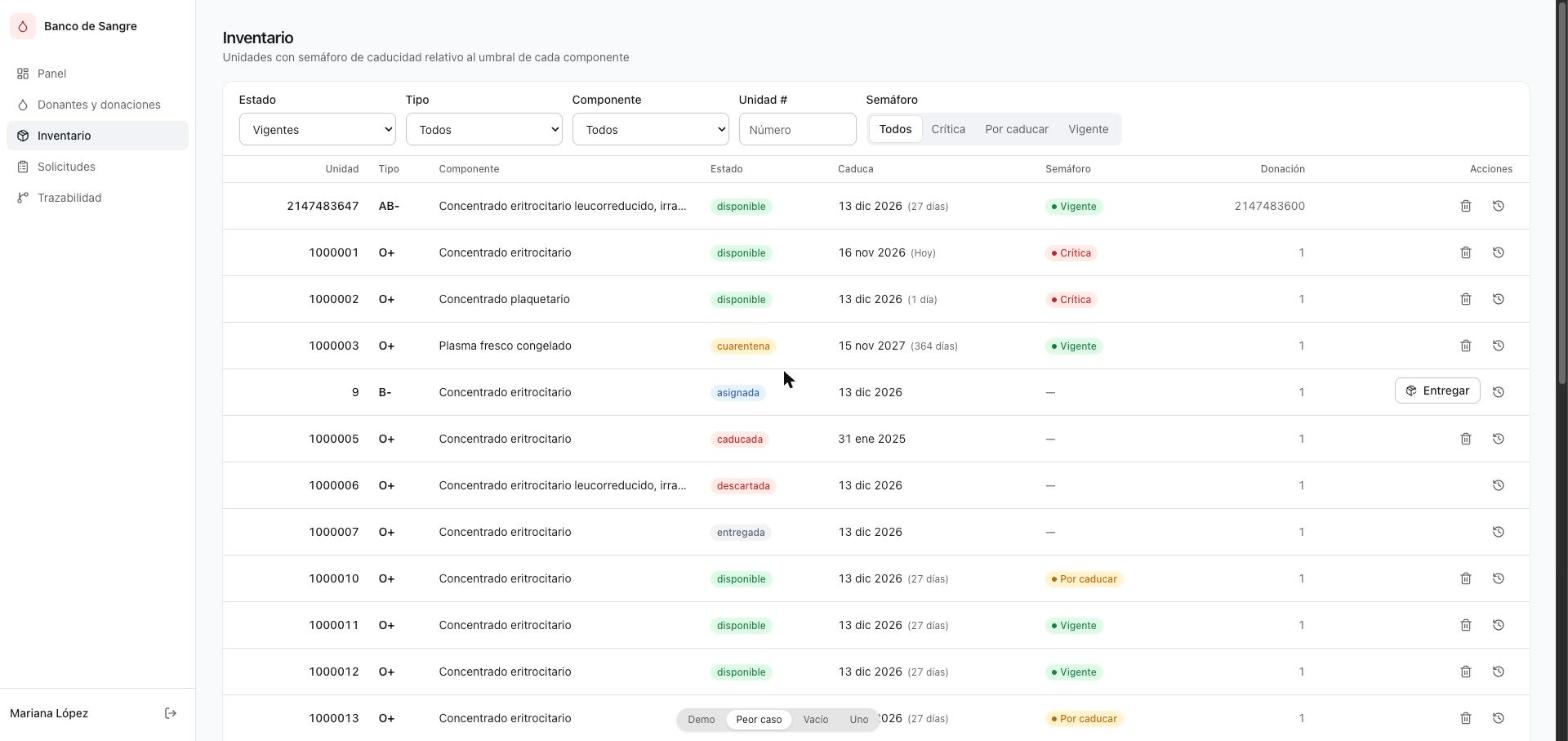 Banco de Sangre
Panel
Donantes y donaciones
Inventario
Solicitudes
Trazabilidad
Mariana López
Inventario
Unidades con semáforo de caducidad relativo al umbral de cada componente
Estado Tipo Componente Unidad # Semáforo
Vigentes Todos Todos Número Todos Crítica Por caducar Vigente
Unidad Tipo Componente Estado Caduca Semáforo Donación Acciones
2147483647 AB- Concentrado eritrocitario leucorreducido, irra... disponible 13 dic 2026 (27 días) Vigente 2147483600
1000001 O+ Concentrado eritrocitario disponible 16 nov 2026 (Hoy) Crítica 1
1000002 O+ Concentrado plaquetario disponible 13 dic 2026 (1 día) Crítica 1
1000003 O+ Plasma fresco congelado cuarentena 15 nov 2027 (364 días) Vigente 1
9 B- Concentrado eritrocitario asignada 13 dic 2026 — 1 Entregar
1000005 O+ Concentrado eritrocitario caducada 31 ene 2025 — 1
1000006 O+ Concentrado eritrocitario leucorreducido, irra... descartada 13 dic 2026 — 1
1000007 O+ Concentrado eritrocitario entregada 13 dic 2026 — 1
1000010 O+ Concentrado eritrocitario disponible 13 dic 2026 (27 días) Por caducar 1
1000011 O+ Concentrado eritrocitario disponible 13 dic 2026 (27 días) Vigente 1
1000012 O+ Concentrado eritrocitario disponible 13 dic 2026 (27 días) Vigente 1
1000013 O+ Concentrado eritrocitario (27 días) Por caducar 1
Demo Peor caso Vacío Uno